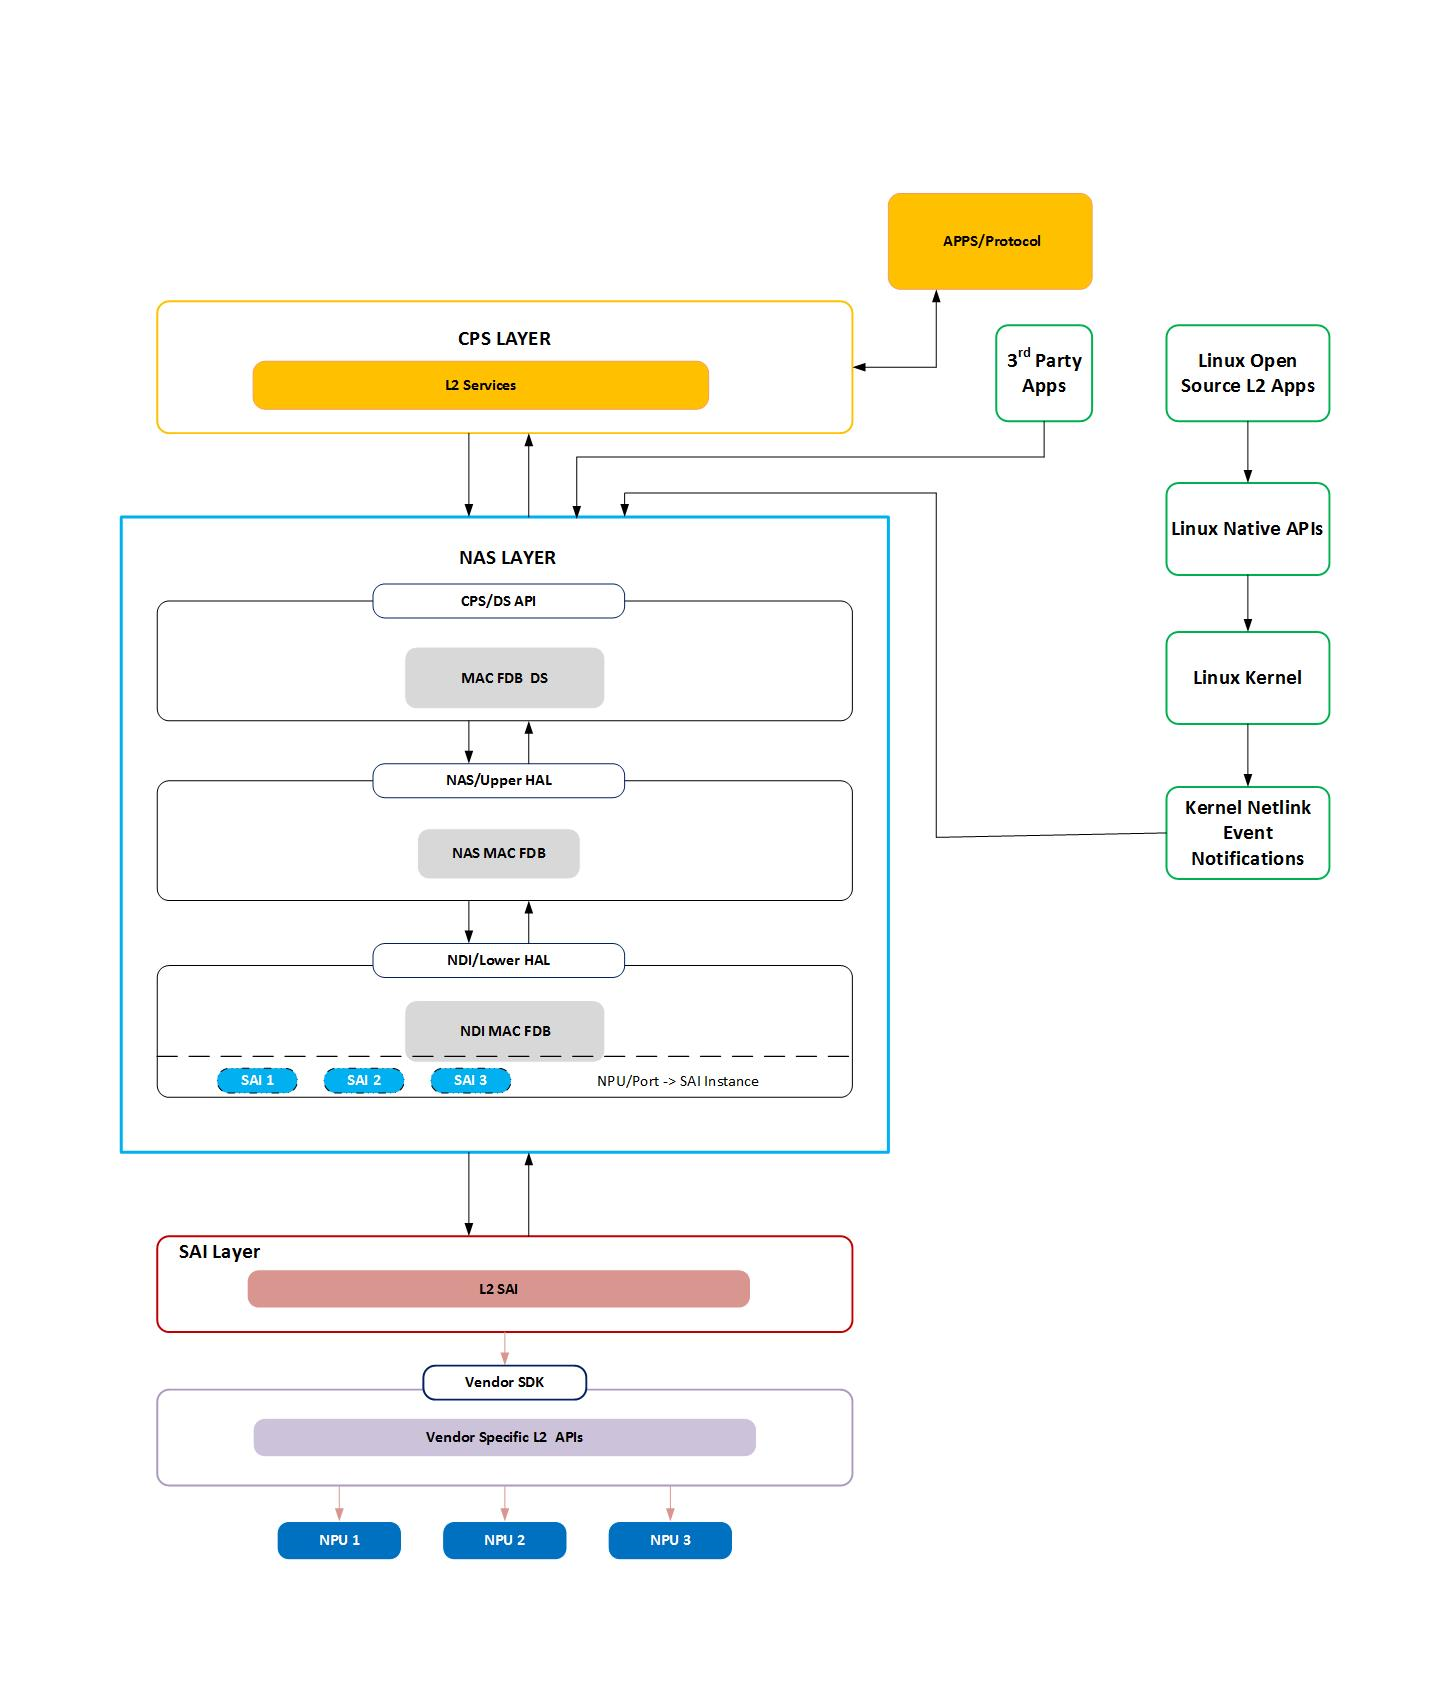 APPS/Protocol
CPS LAYER
L2 Services
3rd Party
Apps
Linux Open
Source L2 Apps
Linux Native APIs
NAS LAYER
CPS/DS API
MAC FDB  DS
Linux Kernel
NAS/Upper HAL
NAS MAC FDB
Kernel Netlink
Event
Notifications
NDI/Lower HAL
NDI MAC FDB
SAI 1
SAI 2
SAI 3
NPU/Port -> SAI Instance
SAI Layer
L2 SAI
Vendor SDK
Vendor Specific L2  APIs
NPU 1
NPU 2
NPU 3